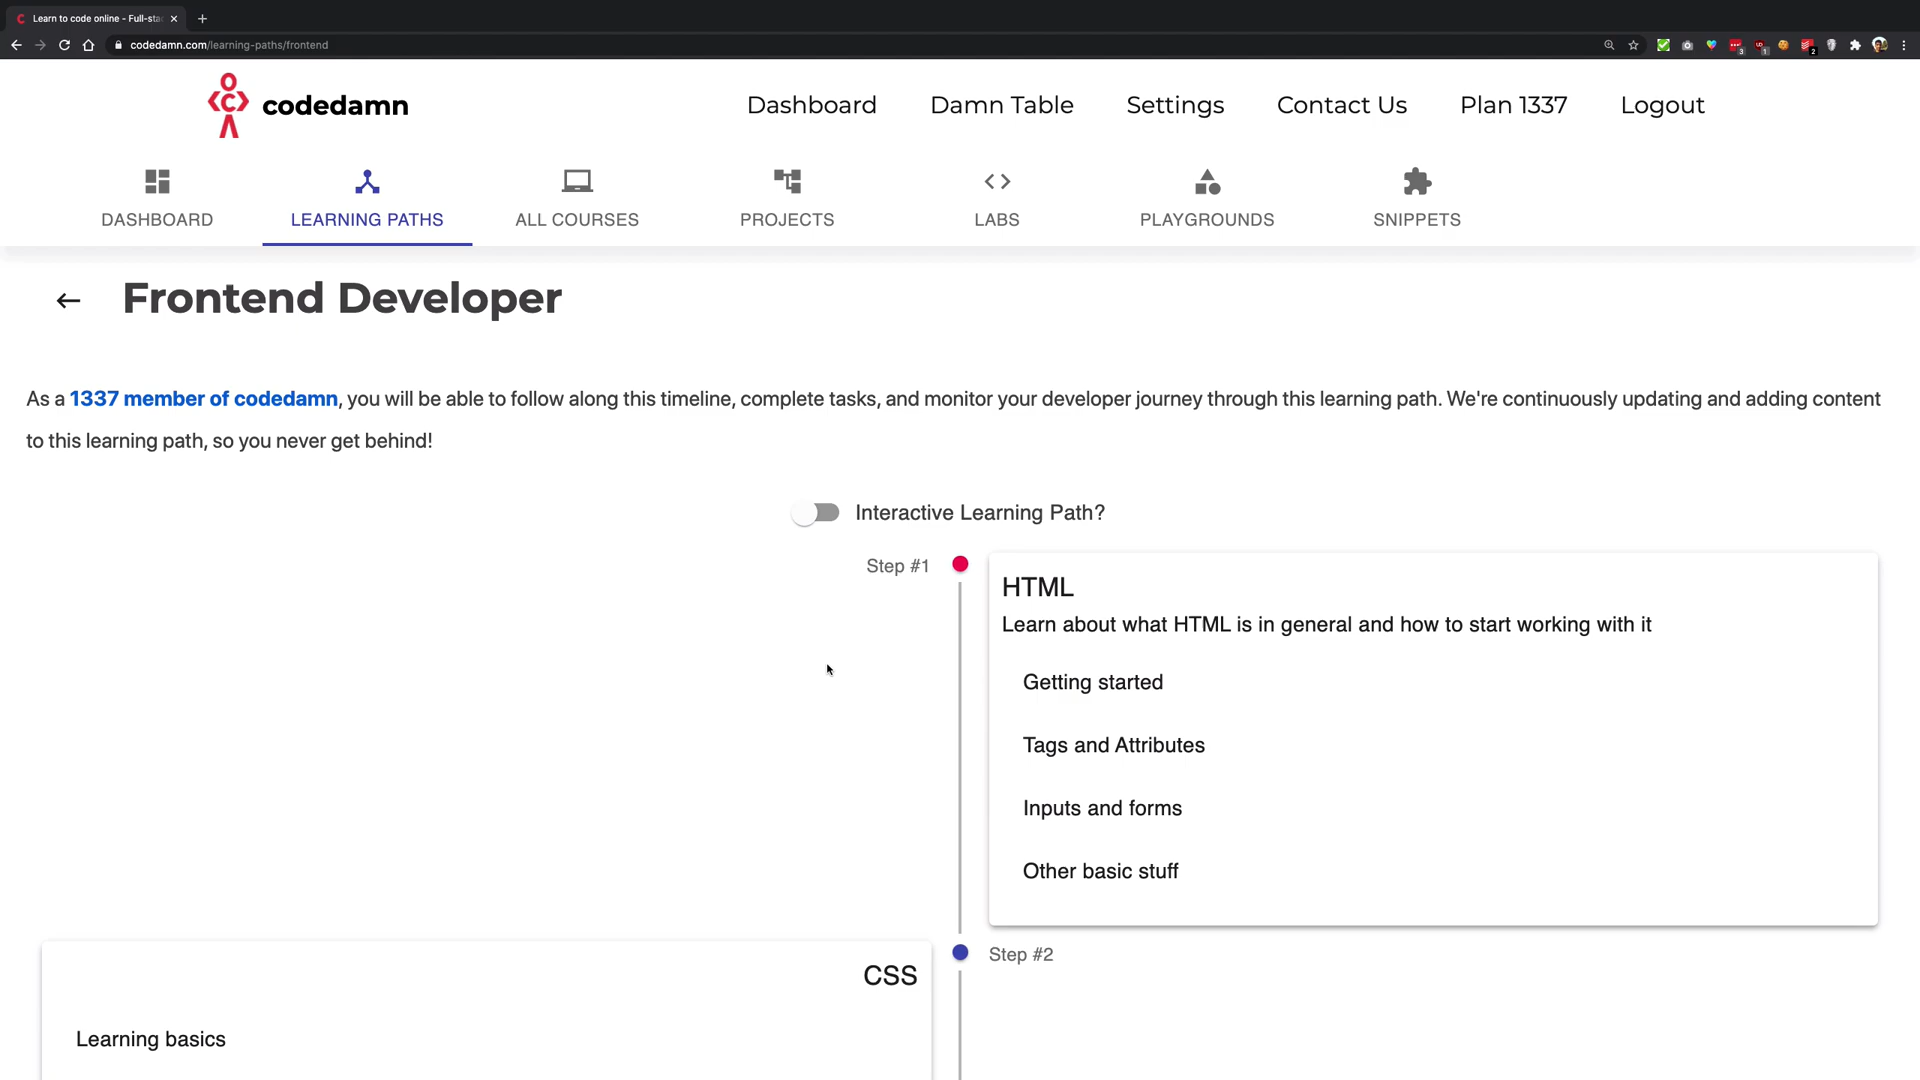 Learn to code online - Full-sta
codedamn.com/learning-paths/frontend
codedamn
Dashboard
Damn Table
Settings
Contact Us
Plan 1337
Logout
DASHBOARD
LEARNING PATHS
ALL COURSES
PROJECTS
LABS
PLAYGROUNDS
SNIPPETS
Frontend Developer
As a 1337 member of codedamn, you will be able to follow along this timeline, complete tasks, and monitor your developer journey through this learning path. We're continuously updating and adding content
to this learning path, so you never get behind!
Interactive Learning Path?
Step #1
HTML
Learn about what HTML is in general and how to start working with it
Getting started
Tags and Attributes
Inputs and forms
Other basic stuff
Step #2
CSS
Learning basics